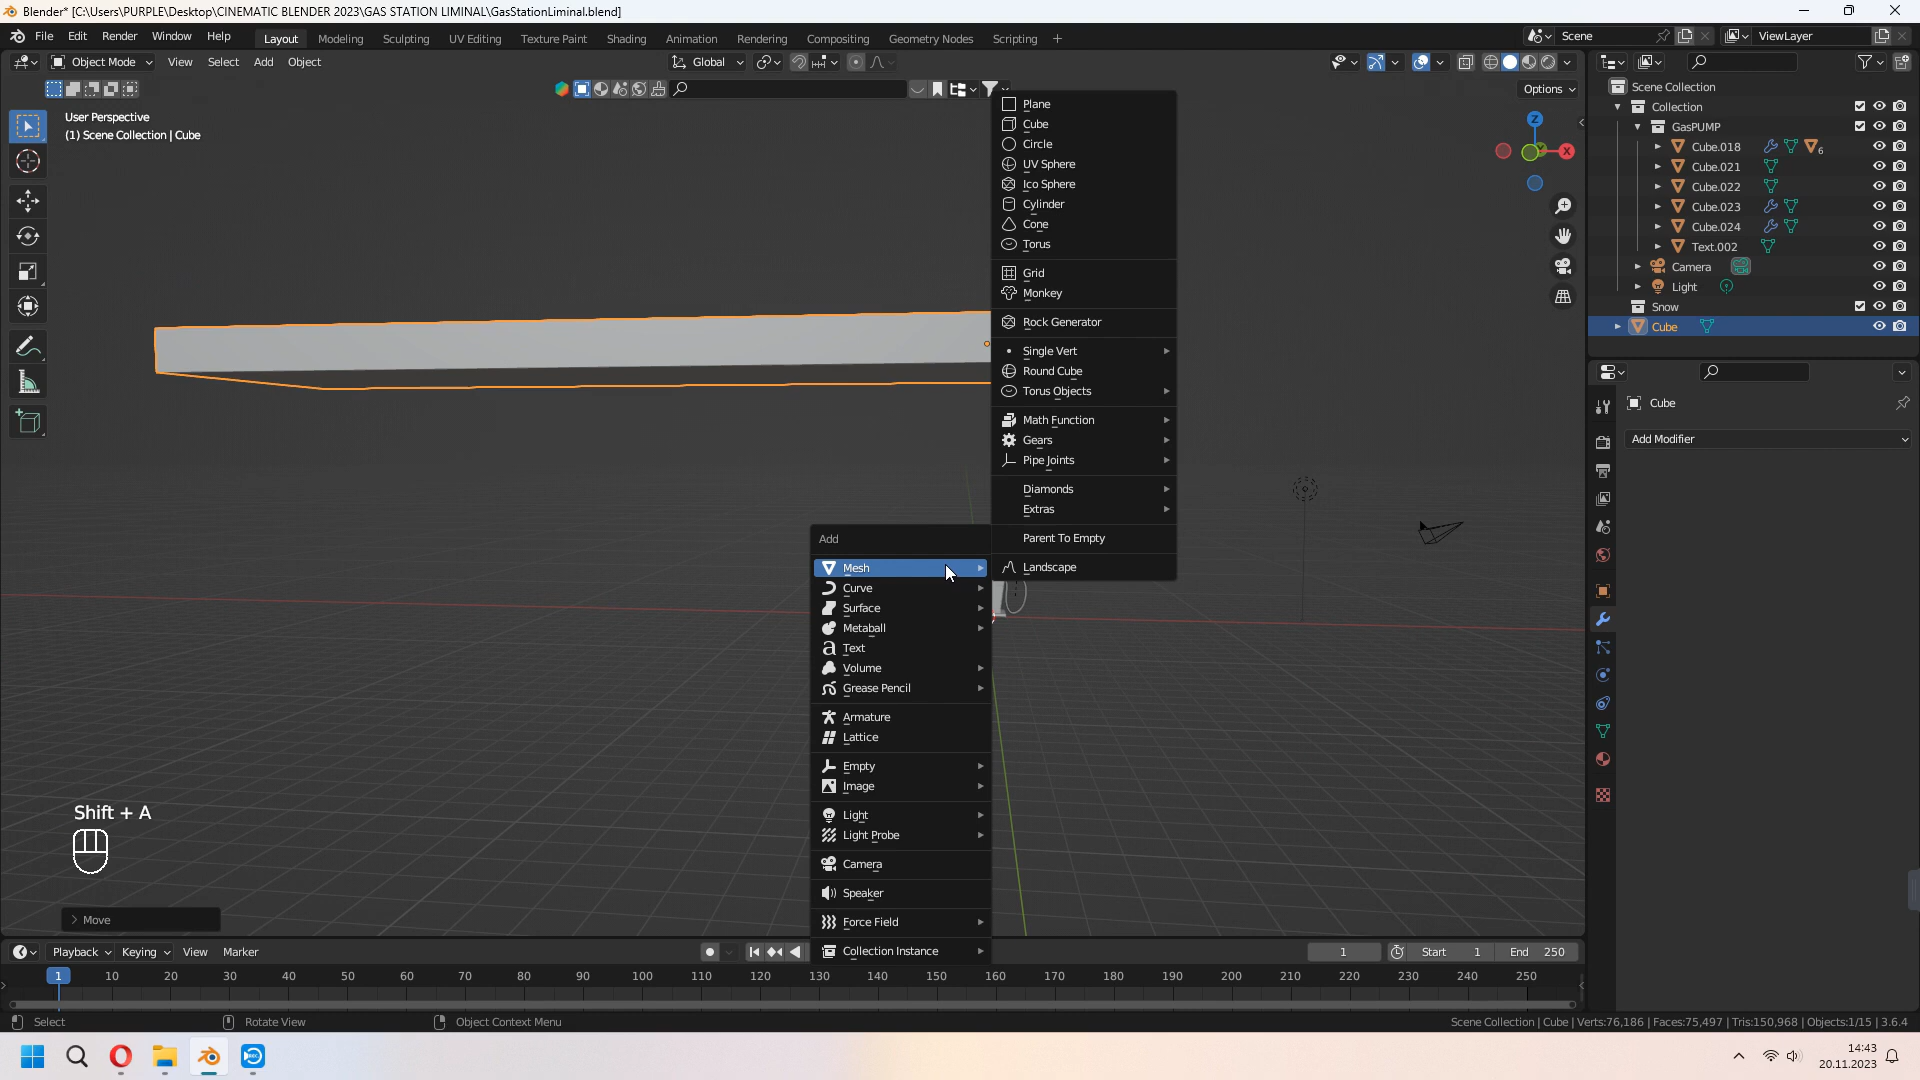 Blender* [C:\Users\PURPLE\Desktop\CINEMATIC BLENDER 2023\GAS STATION LIMINAL\GasStationLiminal.blend]
File Edit Render Window Help Layout Modeling Sculpting UV Editing Texture Paint Shading Animation Rendering Compositing Geometry Nodes Scripting + Scene ViewLayer
Object Mode View Select Add Object Global
Options
User Perspective
(1) Scene Collection | Cube
Z
X
Scene Collection
Collection
GasPUMP
Cube.018 6
Cube.021
Cube.022
Cube.023
Cube.024
Text.002
Camera
Light
Snow
Cube
Cube
Add Modifier
Plane
Cube
Circle
UV Sphere
Ico Sphere
Cylinder
Cone
Torus
Grid
Monkey
Rock Generator
Single Vert
Round Cube
Torus Objects
Math Function
Gears
Pipe Joints
Diamonds
Extras
Parent To Empty
Landscape
Add
Mesh
Curve
Surface
Metaball
Text
Volume
Grease Pencil
Armature
Lattice
Empty
Image
Light
Light Probe
Camera
Speaker
Force Field
Collection Instance
Shift + A
Move
Playback Keying View Marker 1 Start 1 End 250
1 10 20 30 40 50 60 70 80 90 100 110 120 130 140 150 160 170 180 190 200 210 220 230 240 250
Select Rotate View Object Context Menu Scene Collection | Cube | Verts:76,186 | Faces:75,497 | Tris:150,968 | Objects:1/15 | 3.6.4
14:43
20.11.2023